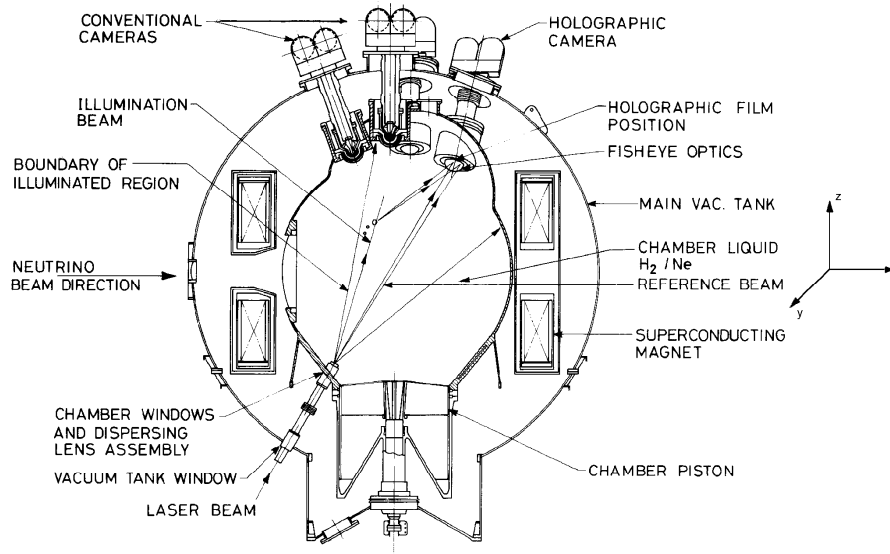 CONVENTIONAL
CAMERAS
HOLOGRAPHIC
CAMERA
ILLUMINATION
BEAM
HOLOGRAPHIC FILM
POSITION
BOUNDARY OF
ILLUMINATED REGION
FISHEYE OPTICS
MAIN VAC. TANK
z
NEUTRINO
BEAM DIRECTION
CHAMBER LIQUID
H2 / Ne
REFERENCE BEAM
y
SUPERCONDUCTING
MAGNET
CHAMBER WINDOWS
AND DISPERSING
LENS ASSEMBLY
VACUUM TANK WINDOW
CHAMBER PISTON
LASER BEAM